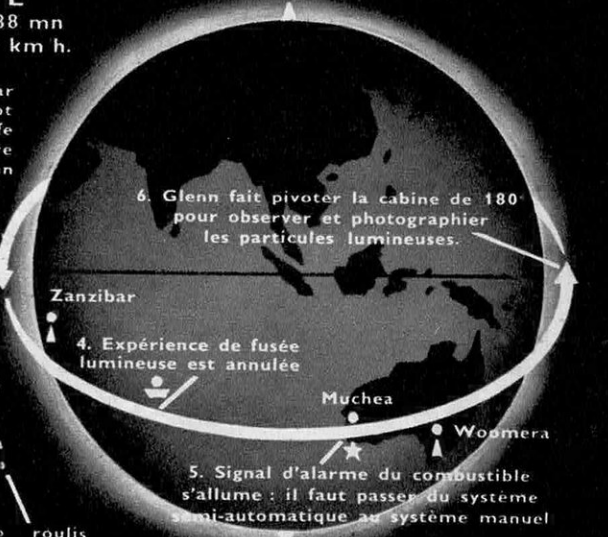 88 mn
km h.
6. Glenn fait pivoter la cabine de 180°
pour observer et photographier
les particules lumineuses.
Zanzibar
4. Expérience de fusée
lumineuse est annulée
Muchea
Woomera
5. Signal d'alarme du combustible
s'allume : il faut passer du système
semi-automatique au système manuel
roulis